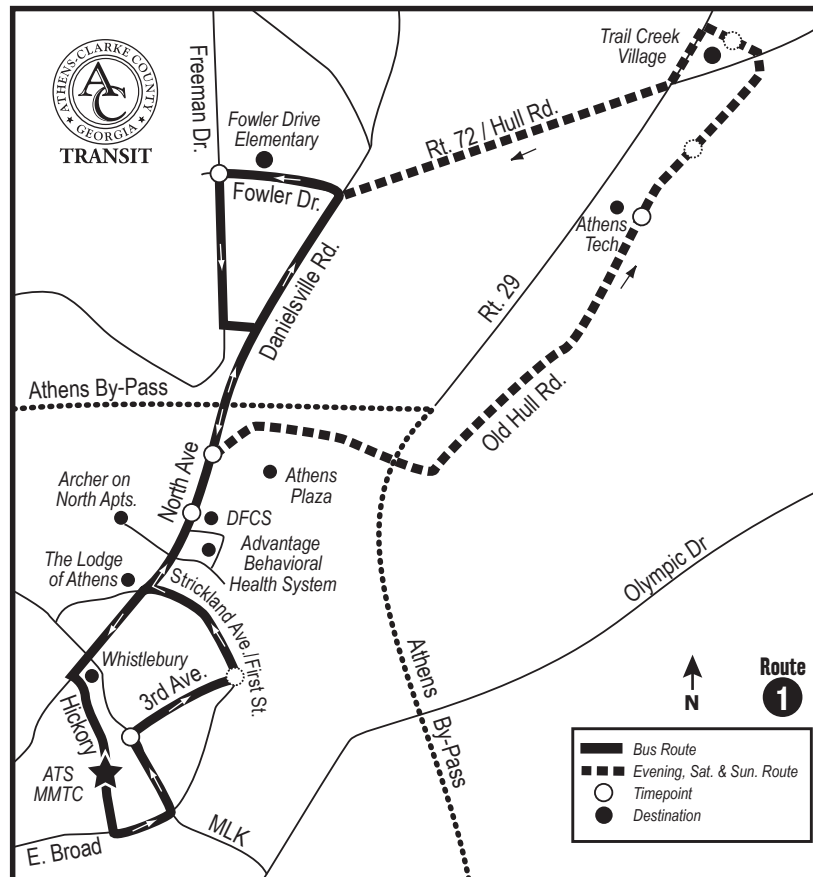 ATHENS-CLARKE COUNTY
AC
GEORGIA
TRANSIT
Freeman Dr.
Fowler Drive
Elementary
Fowler Dr.
Trail Creek
Village
Rt. 72 / Hull Rd.
Athens
Tech
Danielsville Rd.
Rt. 29
Old Hull Rd.
Athens By-Pass
North Ave
Athens
Plaza
Archer on
North Apts.
DFCS
Advantage
Behavioral
Health System
The Lodge
of Athens
Strickland Ave./First St.
Olympic Dr
Whistlebury
3rd Ave.
Hickory
Athens By-Pass
ATS
MMTC
MLK
E. Broad
N
Route
1
Bus Route
Evening, Sat. & Sun. Route
Timepoint
Destination